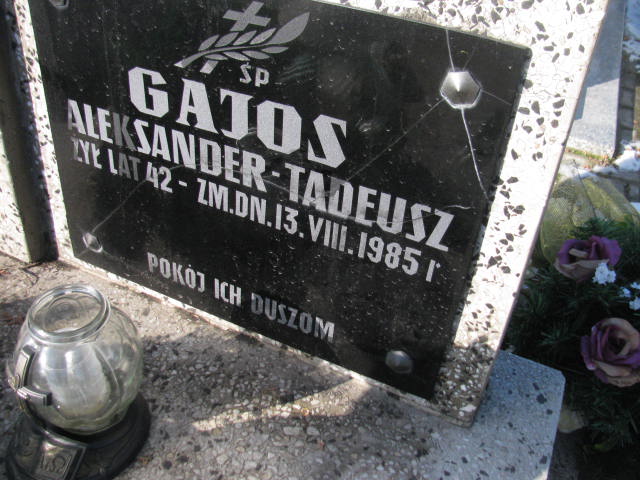 ŚP
GAJOS
ALEKSANDER-TADEUSZ
ŻYŁ LAT 42 - ZM.DN. 13.VIII.1985 r
POKÓJ ICH DUSZOM